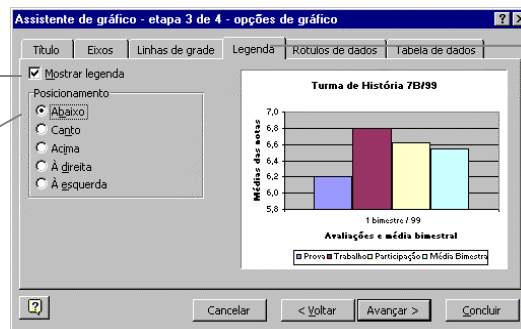 Assistente de gráfico - etapa 3 de 4 - opções de gráfico
Título Eixos Linhas de grade Legenda Rótulos de dados Tabela de dados
Mostrar legenda
Posicionamento
Abaixo
Canto
Acima
À direita
À esquerda
Turma de História 7B/99
Médias das notas
7,0
6,8
6,6
6,4
6,2
6,0
5,8
1 bimestre / 99
Avaliações e média bimestral
Prova Trabalho Participação Média Bimestra
Cancelar < Voltar Avançar > Concluir